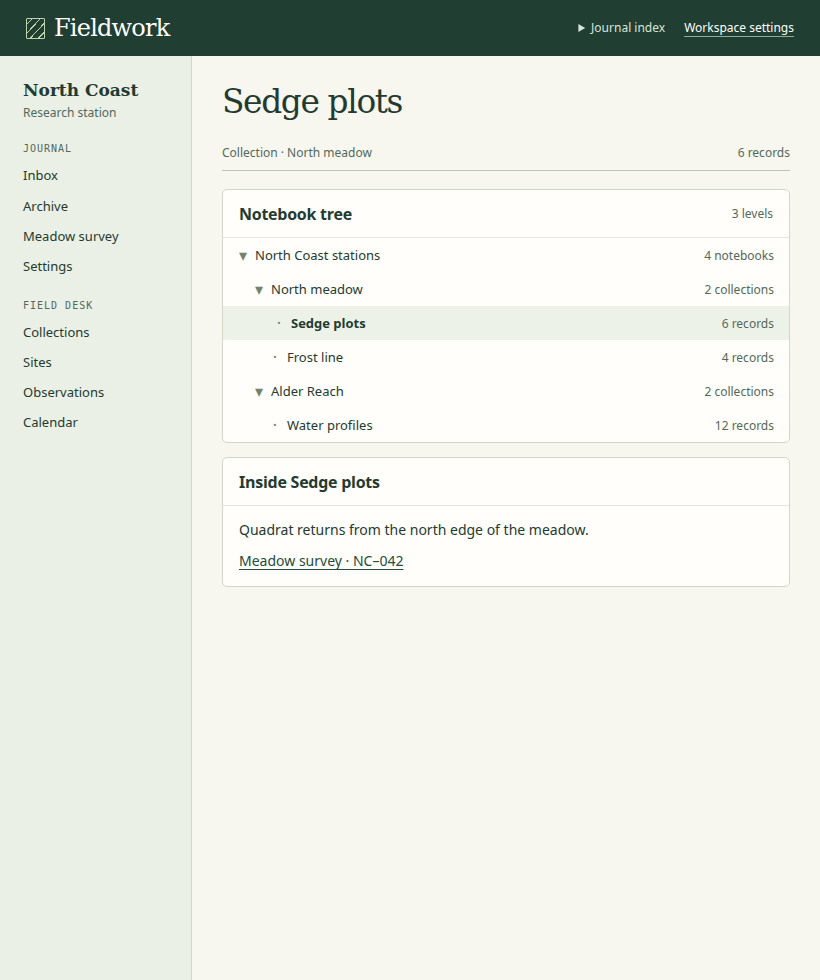 Fieldwork
▶ Journal index Workspace settings
North Coast
Research station
JOURNAL
Inbox
Archive
Meadow survey
Settings
FIELD DESK
Collections
Sites
Observations
Calendar
Sedge plots
Collection · North meadow 6 records
Notebook tree 3 levels
▼ North Coast stations 4 notebooks
▼ North meadow 2 collections
· Sedge plots 6 records
· Frost line 4 records
▼ Alder Reach 2 collections
· Water profiles 12 records
Inside Sedge plots
Quadrat returns from the north edge of the meadow.
Meadow survey · NC–042